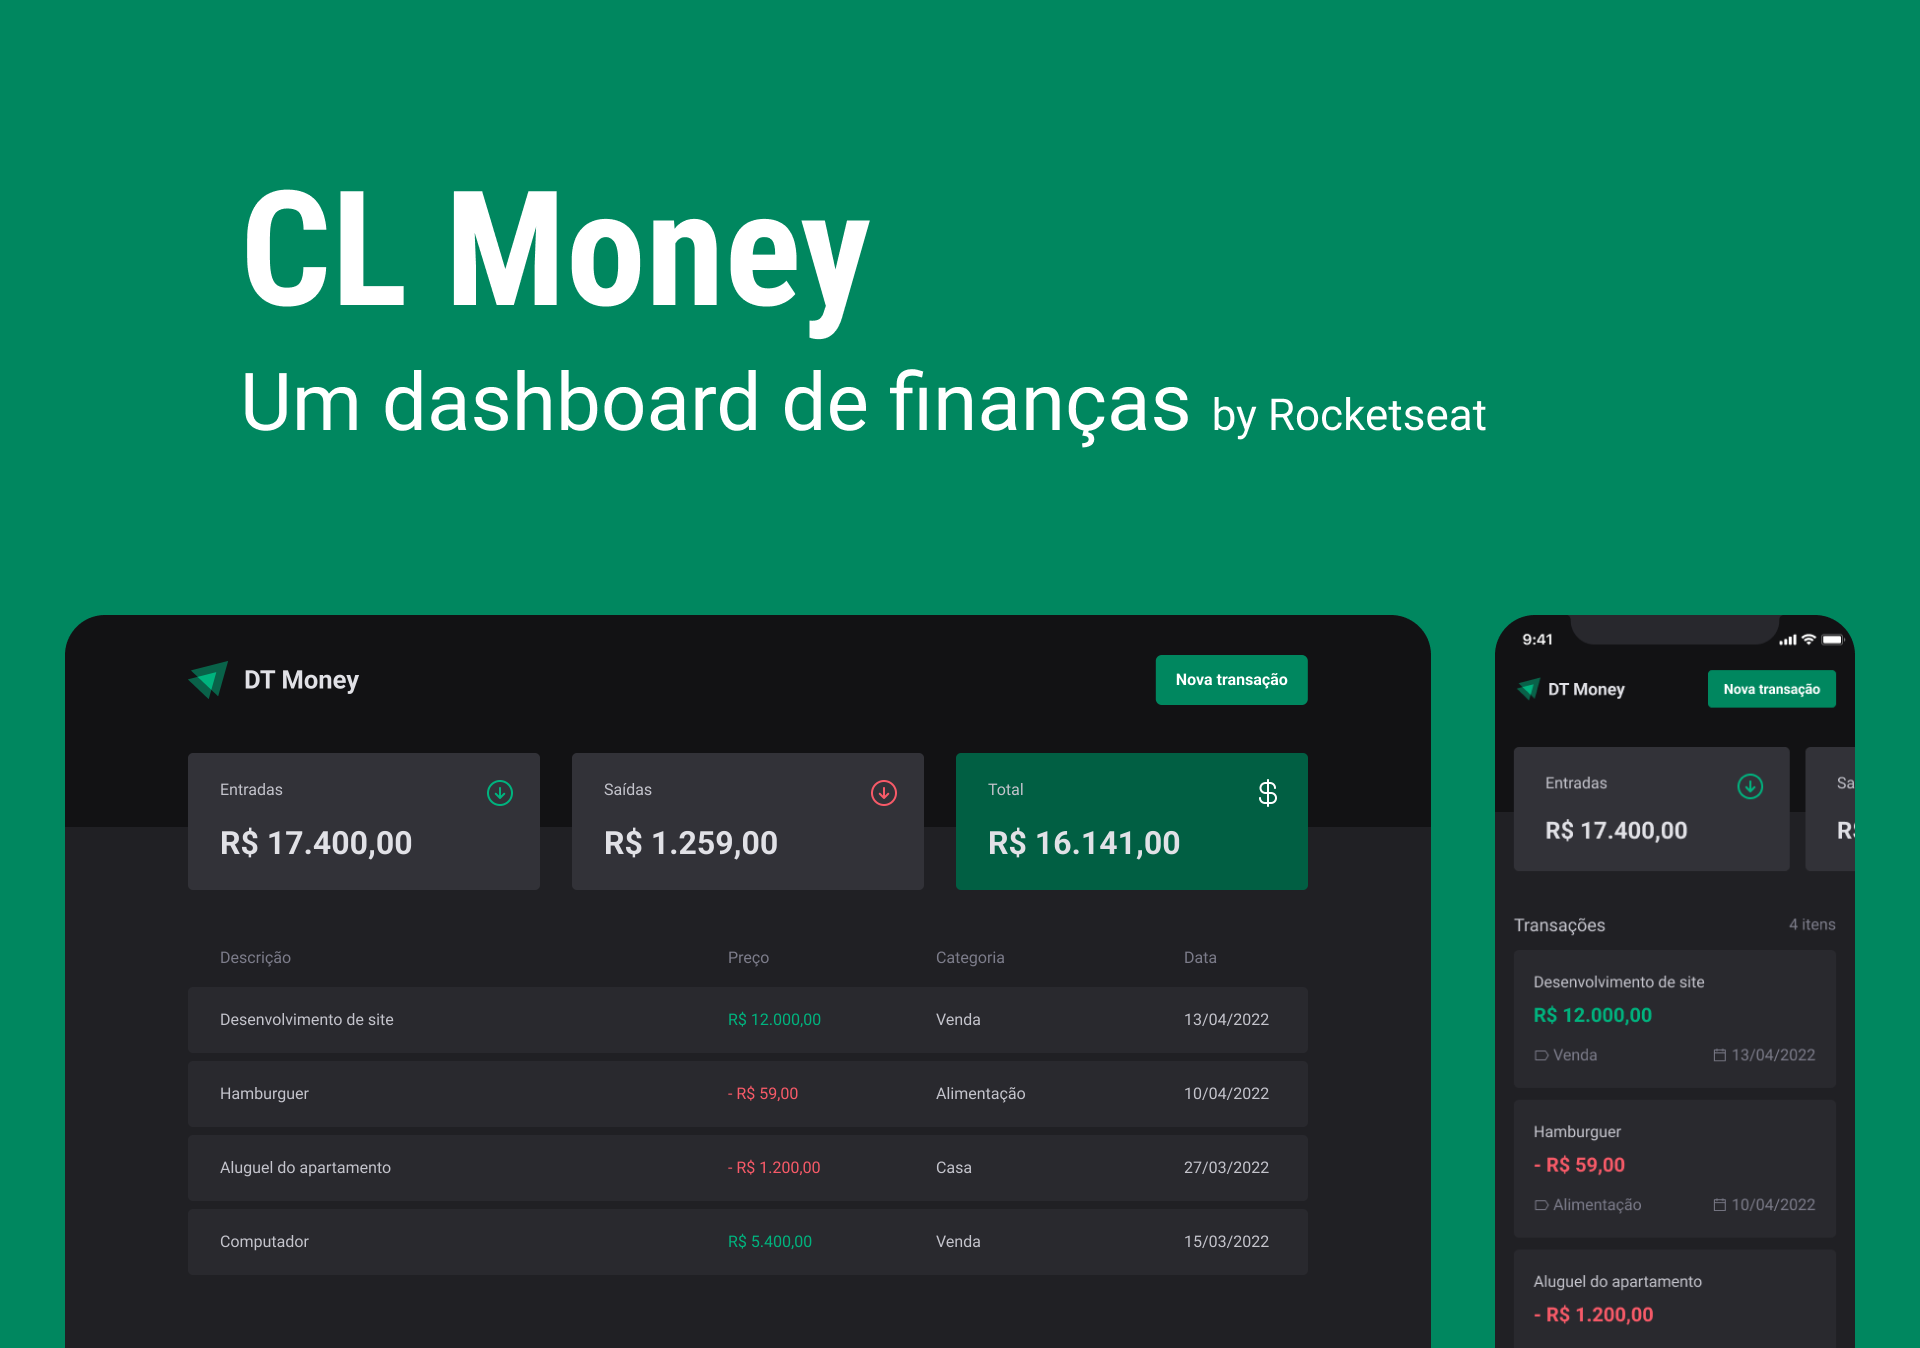 CL Money
Um dashboard de finanças by Rocketseat
DT Money
Nova transação
Entradas
R$ 17.400,00
Saídas
R$ 1.259,00
Total
$
R$ 16.141,00
Descrição Preço Categoria Data
Desenvolvimento de site R$ 12.000,00 Venda 13/04/2022
Hamburguer - R$ 59,00 Alimentação 10/04/2022
Aluguel do apartamento - R$ 1.200,00 Casa 27/03/2022
Computador R$ 5.400,00 Venda 15/03/2022
9:41
DT Money
Nova transação
Entradas
R$ 17.400,00
Sa
R$
Transações 4 itens
Desenvolvimento de site
R$ 12.000,00
Venda 13/04/2022
Hamburguer
- R$ 59,00
Alimentação 10/04/2022
Aluguel do apartamento
- R$ 1.200,00